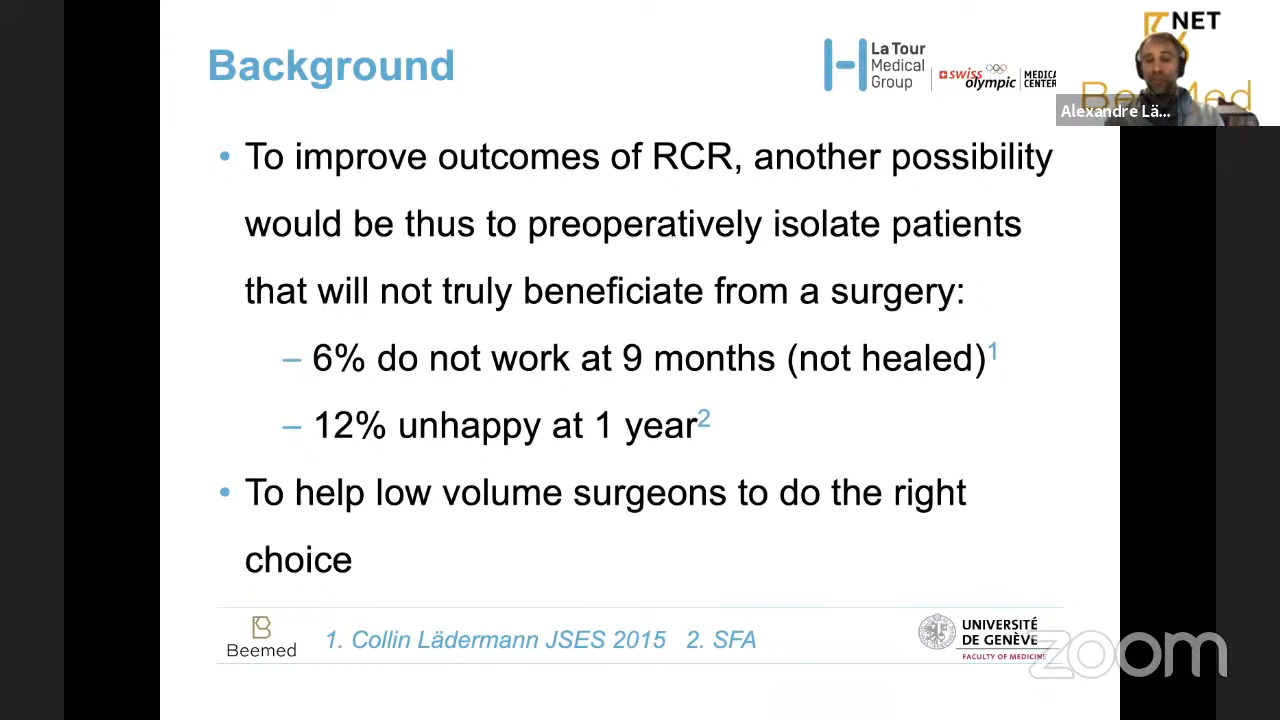 Background
La Tour
Medical
Group
swiss
olympic
MEDICA
CENTER
NET
Alexandre Lä...
• To improve outcomes of RCR, another possibility
would be thus to preoperatively isolate patients
that will not truly beneficiate from a surgery:
– 6% do not work at 9 months (not healed)1
– 12% unhappy at 1 year2
• To help low volume surgeons to do the right
choice
Beemed
1. Collin Lädermann JSES 2015 2. SFA
UNIVERSITÉ
DE GENÈVE
FACULTY OF MEDICINE
zoom